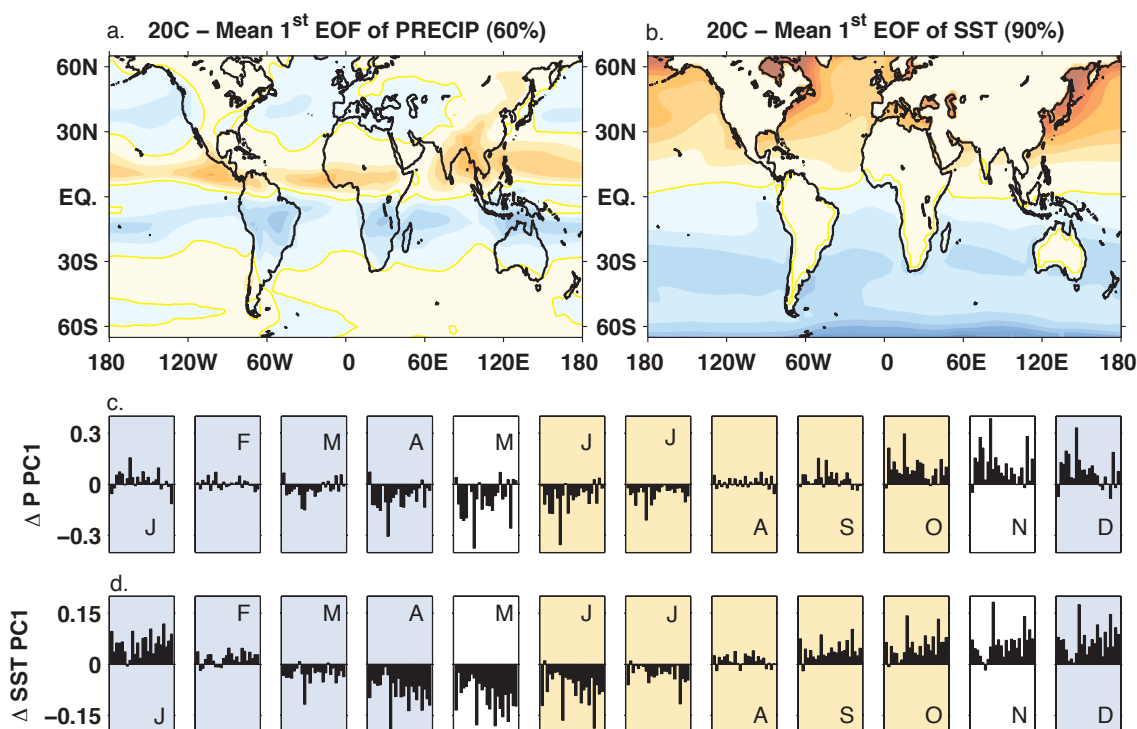 a. 20C – Mean 1st EOF of PRECIP (60%)
b. 20C – Mean 1st EOF of SST (90%)
60N
30N
EQ.
30S
60S
180 120W 60W 0 60E 120E 180
60N
30N
EQ.
30S
60S
180 120W 60W 0 60E 120E 180
c.
Δ P PC1
0.3
0
−0.3
J F M A M J J A S O N D
d.
Δ SST PC1
0.15
0
−0.15
J F M A M J J A S O N D